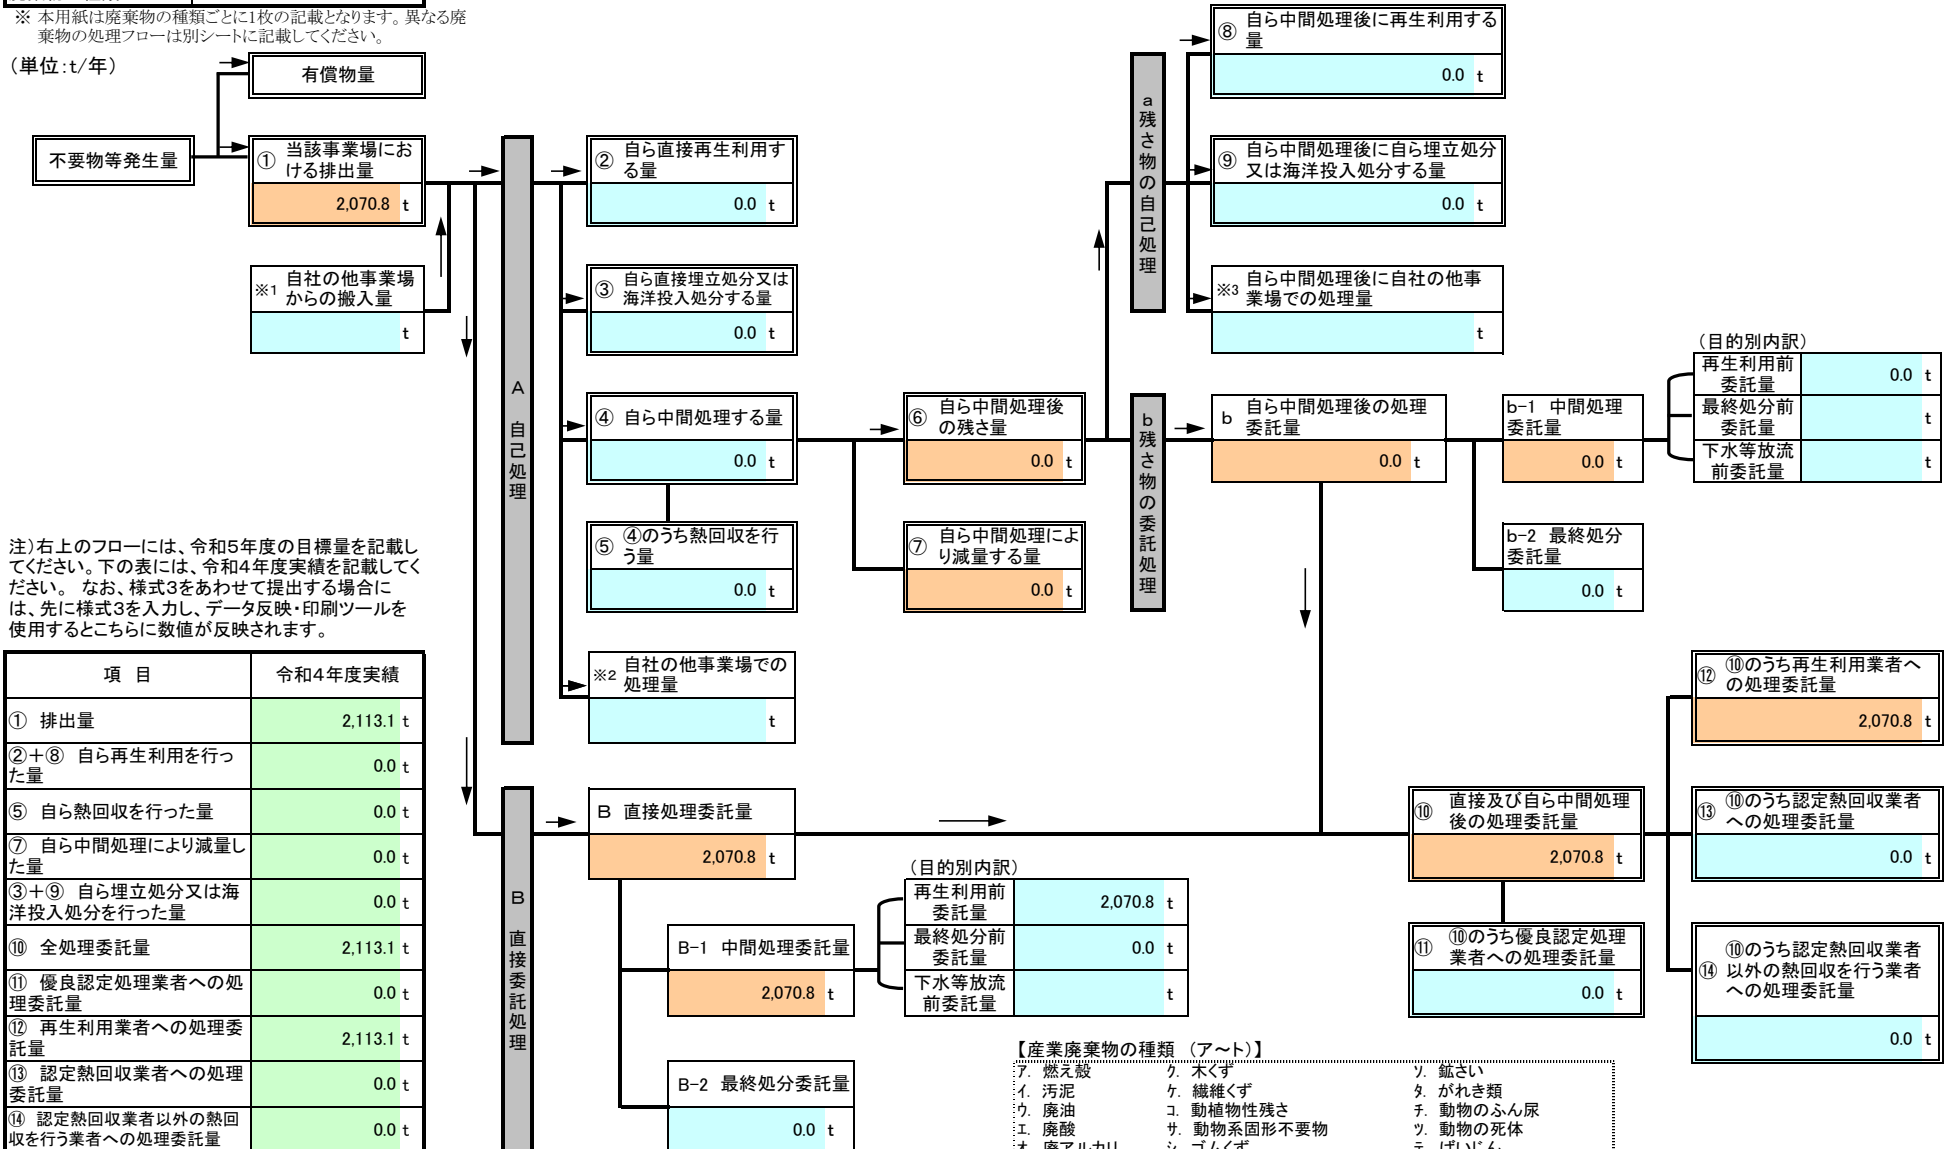 ※ 本用紙は廃棄物の種類ごとに1枚の記載となります。異なる廃
棄物の処理フローは別シートに記載してください。
（単位：t/年）
有償物量
不要物等発生量
① 当該事業場にお
ける排出量
2,070.8 t
※1 自社の他事業場
からの搬入量
t
A 自己処理
② 自ら直接再生利用す
る量
0.0 t
③ 自ら直接埋立処分又は
海洋投入処分する量
0.0 t
④ 自ら中間処理する量
0.0 t
⑤ ④のうち熱回収を行
う量
0.0 t
※2 自社の他事業場での
処理量
t
⑥ 自ら中間処理後
の残さ量
0.0 t
⑦ 自ら中間処理によ
り減量する量
0.0 t
a残さ物の自己処理
⑧ 自ら中間処理後に再生利用する
量
0.0 t
⑨ 自ら中間処理後に自ら埋立処分
又は海洋投入処分する量
0.0 t
※3 自ら中間処理後に自社の他事
業場での処理量
t
b残さ物の委託処理
b 自ら中間処理後の処理
委託量
0.0 t
b-1 中間処理
委託量
0.0 t
（目的別内訳）
再生利用前
委託量
0.0 t
最終処分前
委託量
t
下水等放流
前委託量
t
b-2 最終処分
委託量
0.0 t
注）右上のフローには、令和５年度の目標量を記載し
てください。下の表には、令和４年度実績を記載してく
ださい。 なお、様式３をあわせて提出する場合に
は、先に様式３を入力し、データ反映・印刷ツールを
使用するとこちらに数値が反映されます。
項 目 令和４年度実績
① 排出量 2,113.1 t
②＋⑧ 自ら再生利用を行っ
た量
0.0 t
⑤ 自ら熱回収を行った量 0.0 t
⑦ 自ら中間処理により減量し
た量
0.0 t
③＋⑨ 自ら埋立処分又は海
洋投入処分を行った量
0.0 t
⑩ 全処理委託量 2,113.1 t
⑪ 優良認定処理業者への処
理委託量
0.0 t
⑫ 再生利用業者への処理委
託量
2,113.1 t
⑬ 認定熱回収業者への処理
委託量
0.0 t
⑭ 認定熱回収業者以外の熱回
収を行う業者への処理委託量
0.0 t
B 直接委託処理
B 直接処理委託量
2,070.8 t
B-1 中間処理委託量
2,070.8 t
（目的別内訳）
再生利用前
委託量
2,070.8 t
最終処分前
委託量
0.0 t
下水等放流
前委託量
t
B-2 最終処分委託量
0.0 t
⑩ 直接及び自ら中間処理
後の処理委託量
2,070.8 t
⑪ ⑩のうち優良認定処理
業者への処理委託量
0.0 t
⑫ ⑩のうち再生利用業者へ
の処理委託量
2,070.8 t
⑬ ⑩のうち認定熱回収業者
への処理委託量
0.0 t
⑭ ⑩のうち認定熱回収業者
以外の熱回収を行う業者
への処理委託量
0.0 t
【産業廃棄物の種類 （ア～ト）】
ア. 燃え殻 ク. 木くず ソ. 鉱さい
イ. 汚泥 ケ. 繊維くず タ. がれき類
ウ. 廃油 コ. 動植物性残さ チ. 動物のふん尿
エ. 廃酸 サ. 動物系固形不要物 ツ. 動物の死体
オ. 廃アルカリ シ. ゴムくず テ. ばいじん